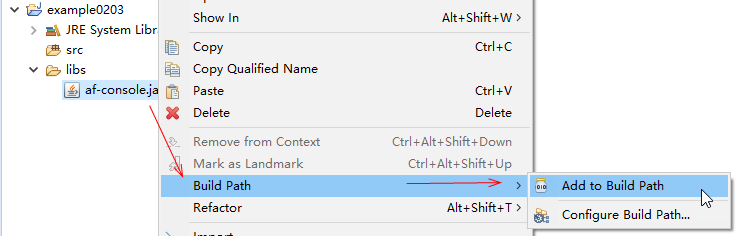 example0203
JRE System Libra
src
libs
af-console.ja
Show In Alt+Shift+W >
Copy Ctrl+C
Copy Qualified Name
Paste Ctrl+V
Delete Delete
Remove from Context Ctrl+Alt+Shift+Down
Mark as Landmark Ctrl+Alt+Shift+Up
Build Path >
Refactor Alt+Shift+T >
Import
Add to Build Path
Configure Build Path...